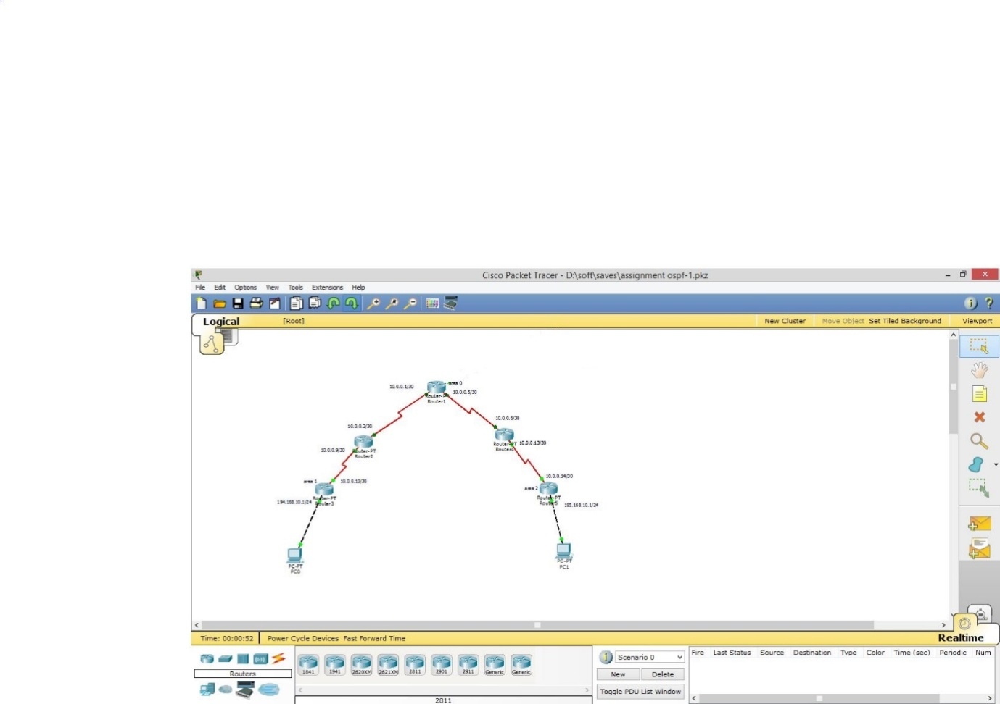 Cisco Packet Tracer - D:\soft\saves\assignment ospf-1.pkz
File Edit Options View Tools Extensions Help
Logical [Root] New Cluster Move Object Set Tiled Background Viewport
area 0
10.0.0.1/30
10.0.0.5/30
Router-PT
Router1
10.0.0.2/30
10.0.0.6/30
10.0.0.9/30
Router-PT
Router2
Router-PT
Router4
10.0.0.13/30
area 1
10.0.0.10/30
10.0.0.14/30
area 2
194.168.10.1/24
Router-PT
Router3
Router-PT
Router5
195.168.10.1/24
PC-PT
PC0
PC-PT
PC1
Time: 00:00:52 Power Cycle Devices Fast Forward Time Realtime
Routers
1841 1941 2620XM 2621XM 2811 2901 2911 Generic Generic
2811
Scenario 0
New Delete
Toggle PDU List Window
Fire Last Status Source Destination Type Color Time (sec) Periodic Num